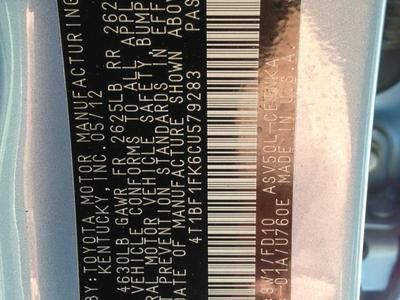 BY: TOYOTA MOTOR MANUFACTURING
KENTUCKY, INC. 05/12
4630LB GAWR FR 2625LB RR 262
VEHICLE CONFORMS TO ALL APPL
RAL MOTOR VEHICLE SAFETY BUMP
T PREVENTION STANDARDS IN EFF
DATE OF MANUFACTURE SHOWN ABOV
4T1BF1FK6CU579283 PAS
/FD10 ASV50L-CE
01A/U760E MADE IN U.S.A.